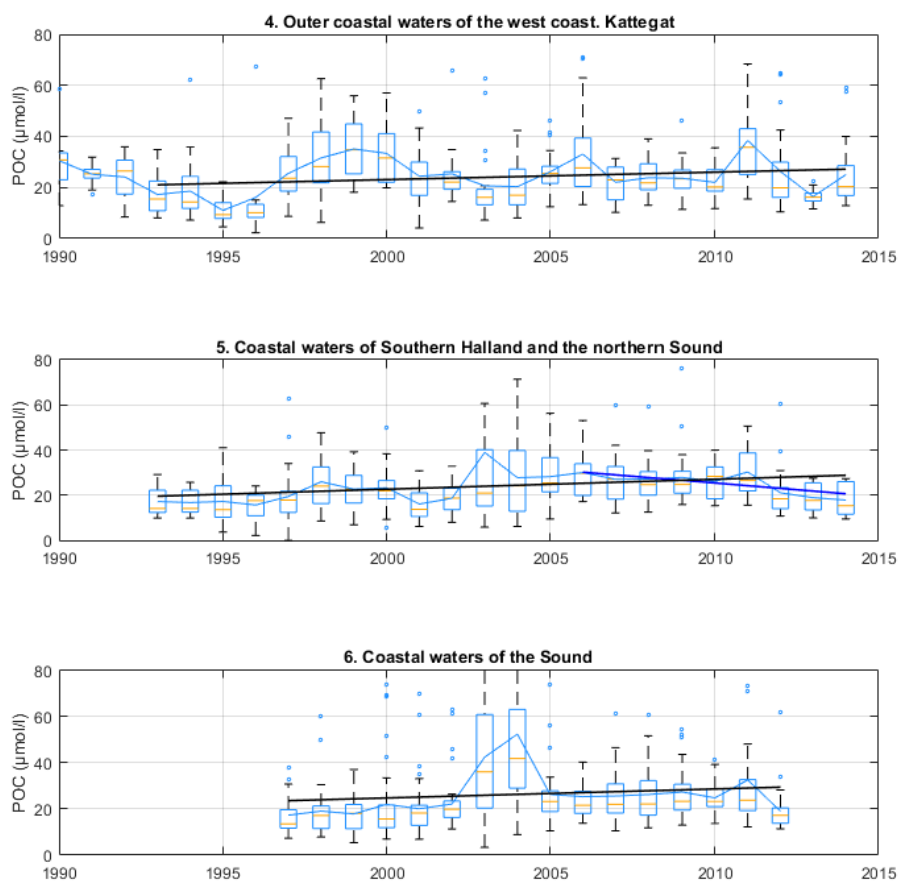 4. Outer coastal waters of the west coast. Kattegat
80
60
40
20
0
POC (µmol/l)
1990 1995 2000 2005 2010 2015
5. Coastal waters of Southern Halland and the northern Sound
80
60
40
20
0
POC (µmol/l)
1990 1995 2000 2005 2010 2015
6. Coastal waters of the Sound
80
60
40
20
0
POC (µmol/l)
1990 1995 2000 2005 2010 2015